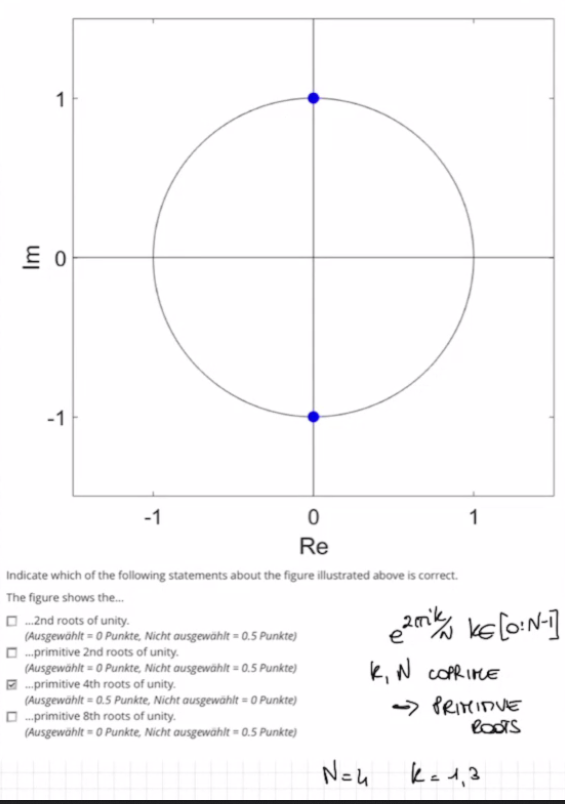 1
Im
0
-1
-1
0
1
Re
Indicate which of the following statements about the figure illustrated above is correct.
The figure shows the...
...2nd roots of unity.
(Ausgewählt = 0 Punkte, Nicht ausgewählt = 0.5 Punkte)
...primitive 2nd roots of unity.
(Ausgewählt = 0 Punkte, Nicht ausgewählt = 0.5 Punkte)
...primitive 4th roots of unity.
(Ausgewählt = 0.5 Punkte, Nicht ausgewählt = 0 Punkte)
...primitive 8th roots of unity.
(Ausgewählt = 0 Punkte, Nicht ausgewählt = 0.5 Punkte)
e^2πik/N k∈[0:N-1]
k, N COPRIME
→ PRIMITIVE
ROOTS
N=4 k=1,3